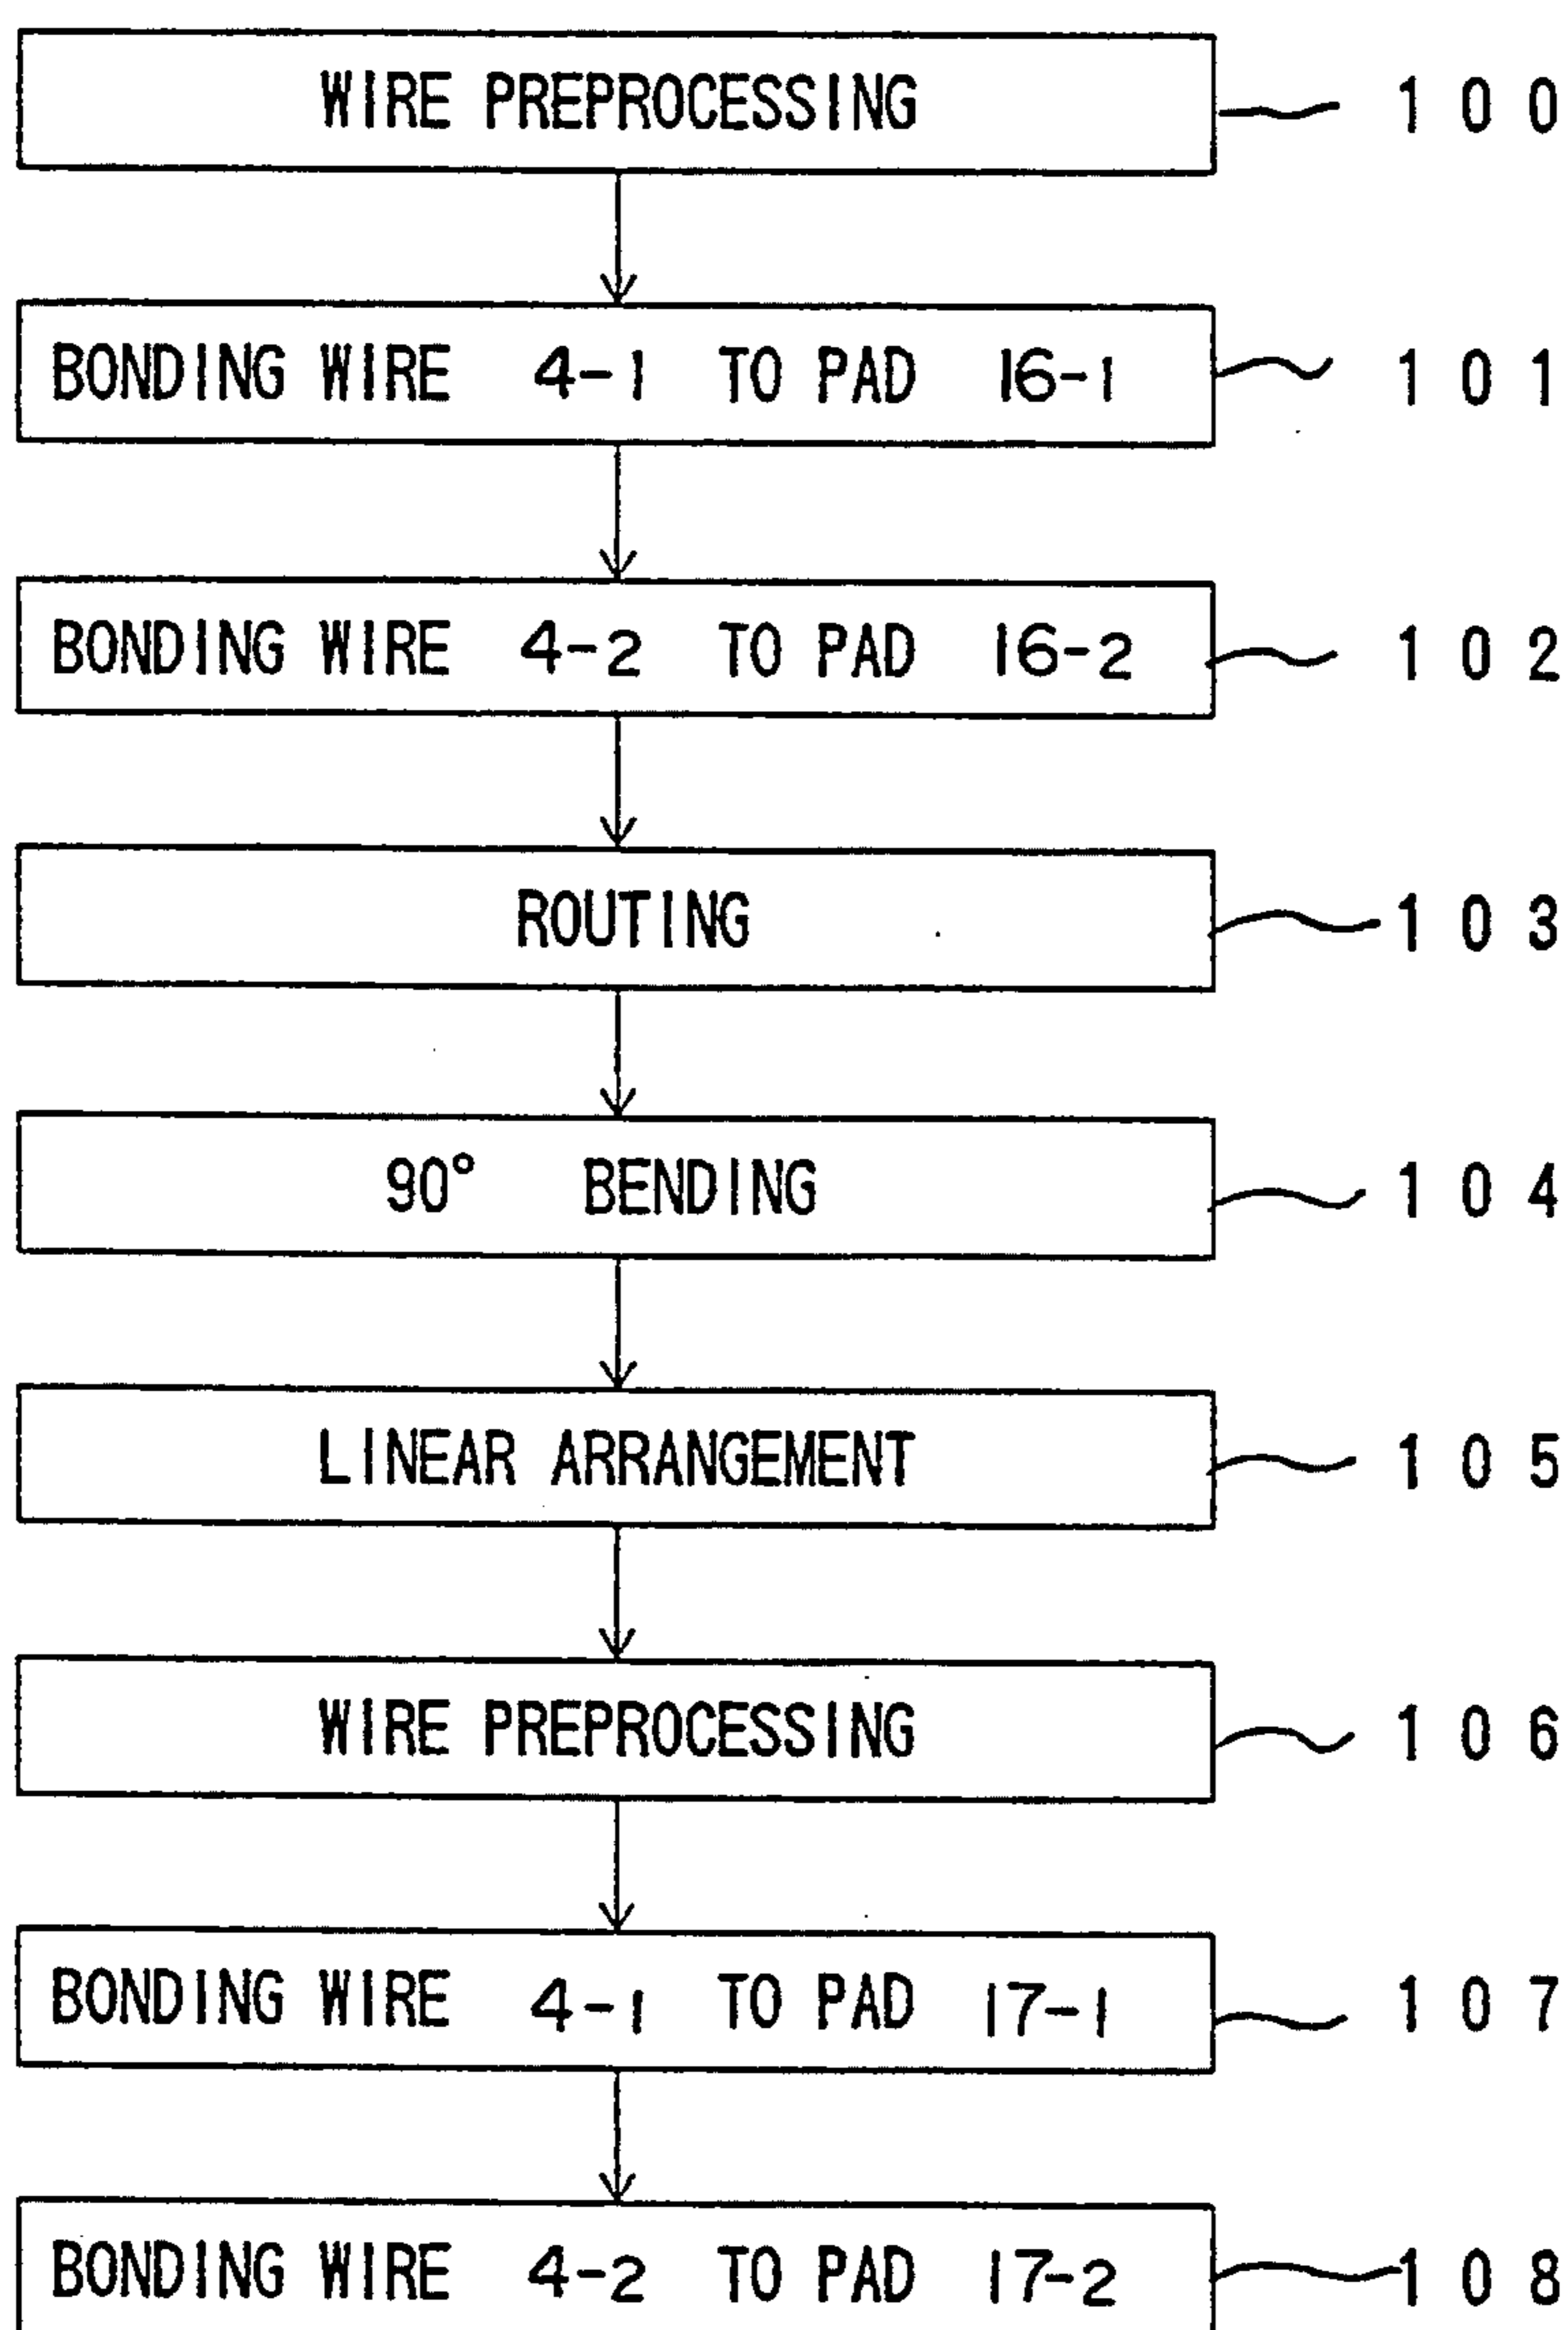 WIRE PREPROCESSING 100
BONDING WIRE 4-1 TO PAD 16-1 101
BONDING WIRE 4-2 TO PAD 16-2 102
ROUTING 103
90° BENDING 104
LINEAR ARRANGEMENT 105
WIRE PREPROCESSING 106
BONDING WIRE 4-1 TO PAD 17-1 107
BONDING WIRE 4-2 TO PAD 17-2 108